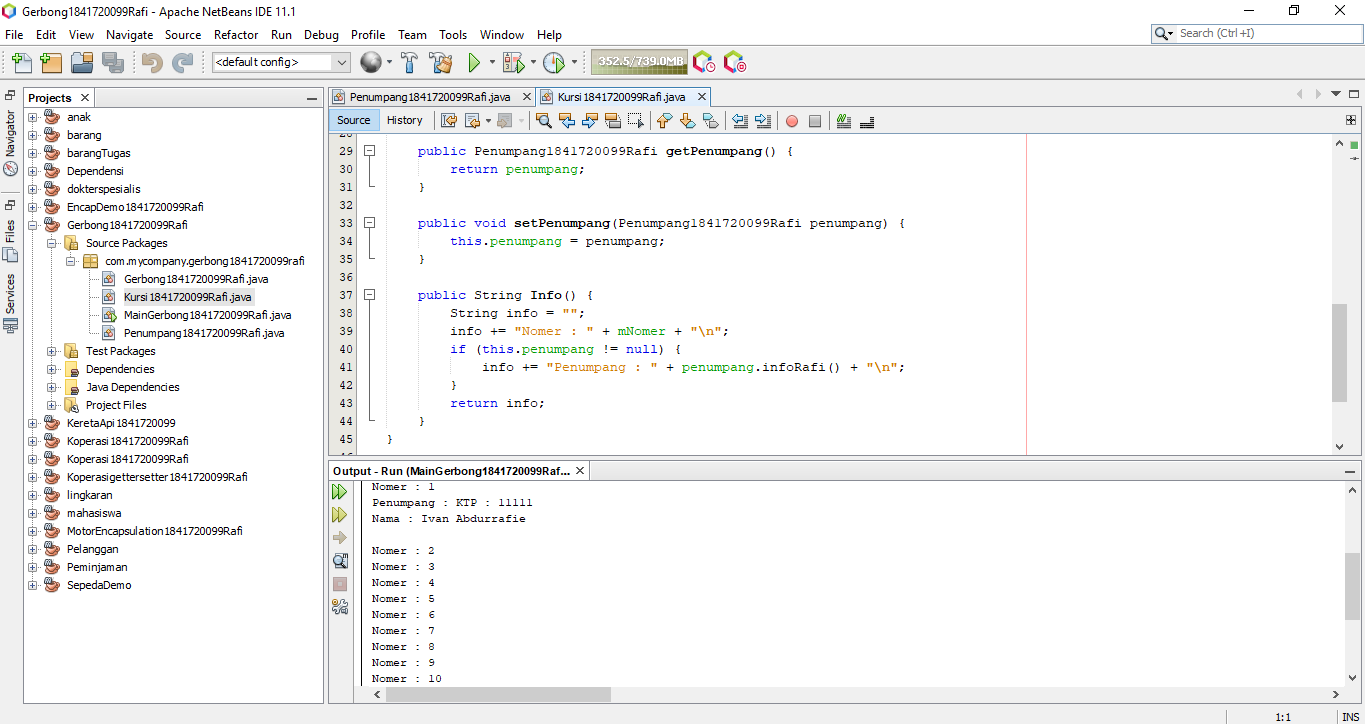 Gerbong1841720099Rafi - Apache NetBeans IDE 11.1
File Edit View Navigate Source Refactor Run Debug Profile Team Tools Window Help
Search (Ctrl+I)
<default config>
352.5/739.0MB
Navigator
Files
Services
Projects
anak
barang
barangTugas
Dependensi
dokterspesialis
EncapDemo1841720099Rafi
Gerbong1841720099Rafi
Source Packages
com.mycompany.gerbong1841720099rafi
Gerbong1841720099Rafi.java
Kursi1841720099Rafi.java
MainGerbong1841720099Rafi.java
Penumpang1841720099Rafi.java
Test Packages
Dependencies
Java Dependencies
Project Files
KeretaApi1841720099
Koperasi1841720099Rafi
Koperasi1841720099Rafi
Koperasigettersetter1841720099Rafi
lingkaran
mahasiswa
MotorEncapsulation1841720099Rafi
Pelanggan
Peminjaman
SepedaDemo
Penumpang1841720099Rafi.java
Kursi1841720099Rafi.java
Source History
29 public Penumpang1841720099Rafi getPenumpang() {
30 return penumpang;
31 }
32
33 public void setPenumpang(Penumpang1841720099Rafi penumpang) {
34 this.penumpang = penumpang;
35 }
36
37 public String Info() {
38 String info = "";
39 info += "Nomer : " + mNomer + "\n";
40 if (this.penumpang != null) {
41 info += "Penumpang : " + penumpang.infoRafi() + "\n";
42 }
43 return info;
44 }
45 }
Output - Run (MainGerbong1841720099Raf...
Nomer : 1
Penumpang : KTP : 11111
Nama : Ivan Abdurrafie
Nomer : 2
Nomer : 3
Nomer : 4
Nomer : 5
Nomer : 6
Nomer : 7
Nomer : 8
Nomer : 9
Nomer : 10
1:1 INS